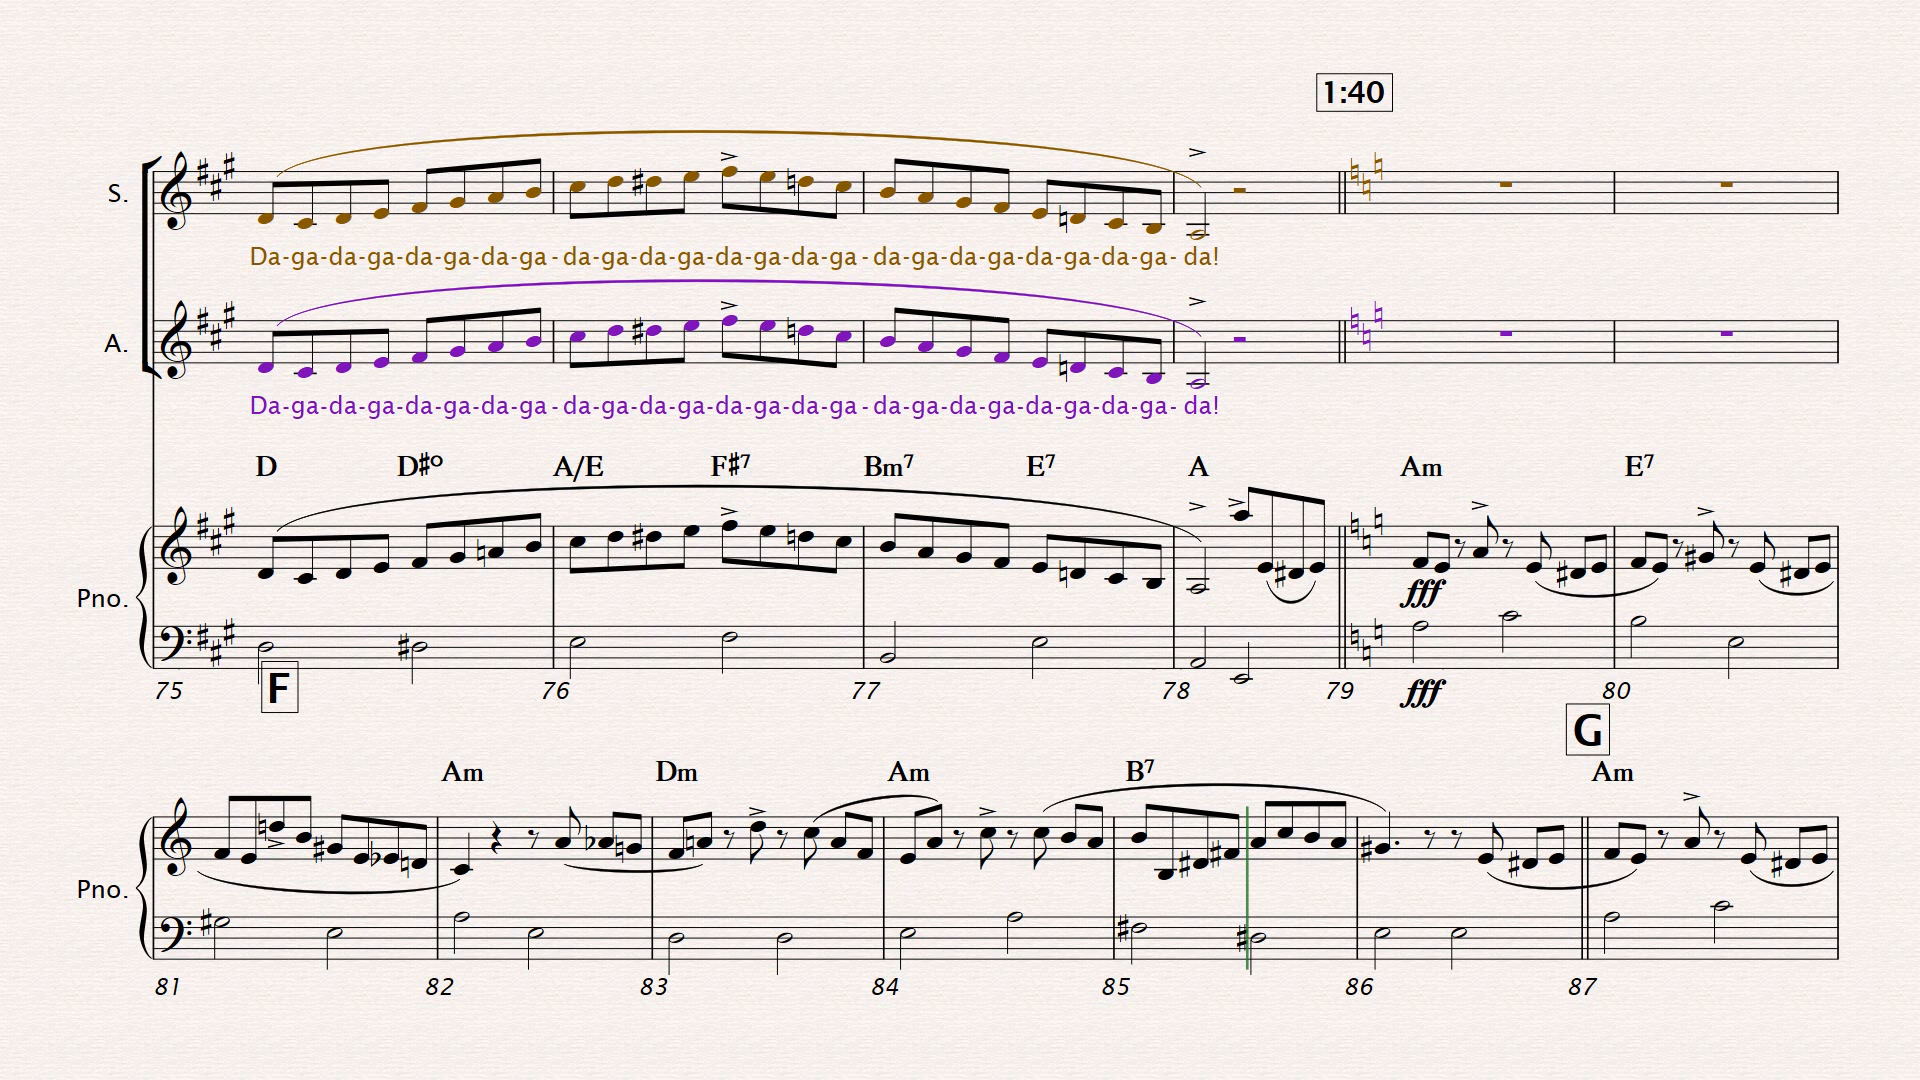 1:40
S.
Da-ga-da-ga-da-ga-da-ga-da-ga-da-ga-da-ga-da-ga-da-ga-da-ga-da-ga-da-ga-da!
A.
Da-ga-da-ga-da-ga-da-ga-da-ga-da-ga-da-ga-da-ga-da-ga-da-ga-da-ga-da-ga-da!
D D♯° A/E F♯7 Bm7 E7 A Am E7
Pno.
fff
75 76 77 78 79 80
fff
F
G
Am Dm Am B7 Am
Pno.
81 82 83 84 85 86 87